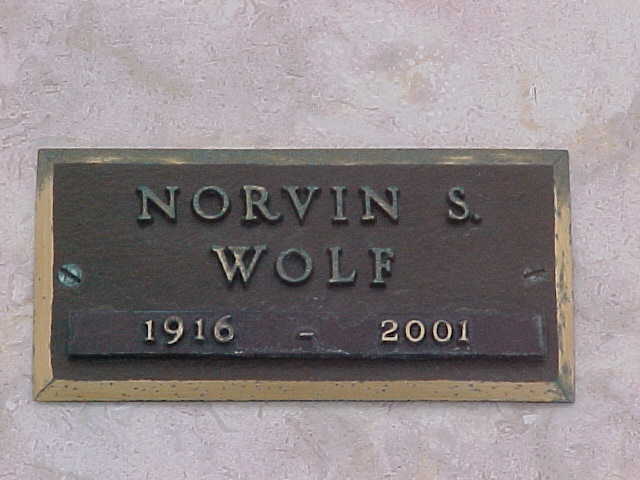 NORVIN S.
WOLF
1916 - 2001